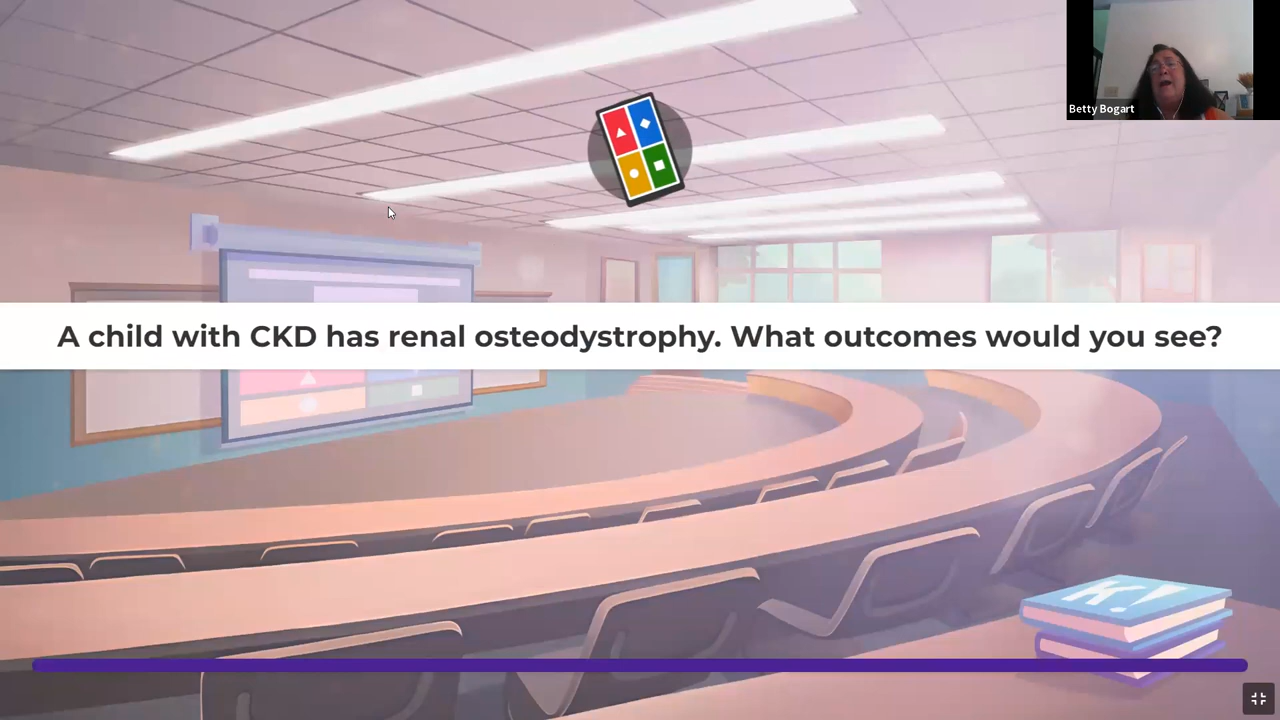 Betty Bogart
A child with CKD has renal osteodystrophy. What outcomes would you see?
K!